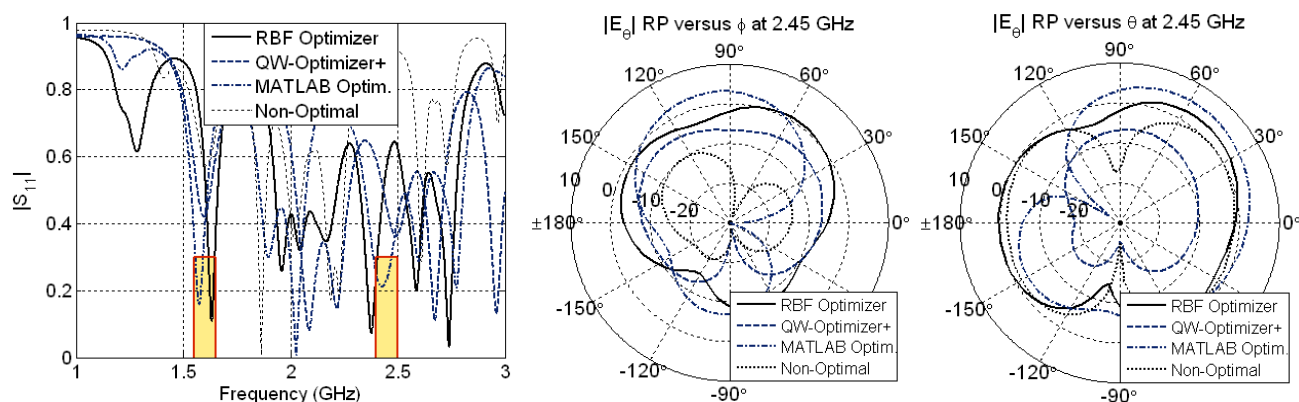 |S11|
1
0.8
0.6
0.4
0.2
0
1
1.5
2
2.5
3
Frequency (GHz)
RBF Optimizer
QW-Optimizer+
MATLAB Optim.
Non-Optimal
|Eθ| RP versus ϕ at 2.45 GHz
90°
120°
60°
150°
30°
10
0
-10
-20
±180°
0°
-150°
-120°
-90°
RBF Optimizer
QW-Optimizer+
MATLAB Optim.
Non-Optimal
|Eθ| RP versus θ at 2.45 GHz
90°
120°
60°
150°
30°
10
0
-10
-20
±180°
0°
-150°
-120°
-90°
RBF Optimizer
QW-Optimizer+
MATLAB Optim.
Non-Optimal